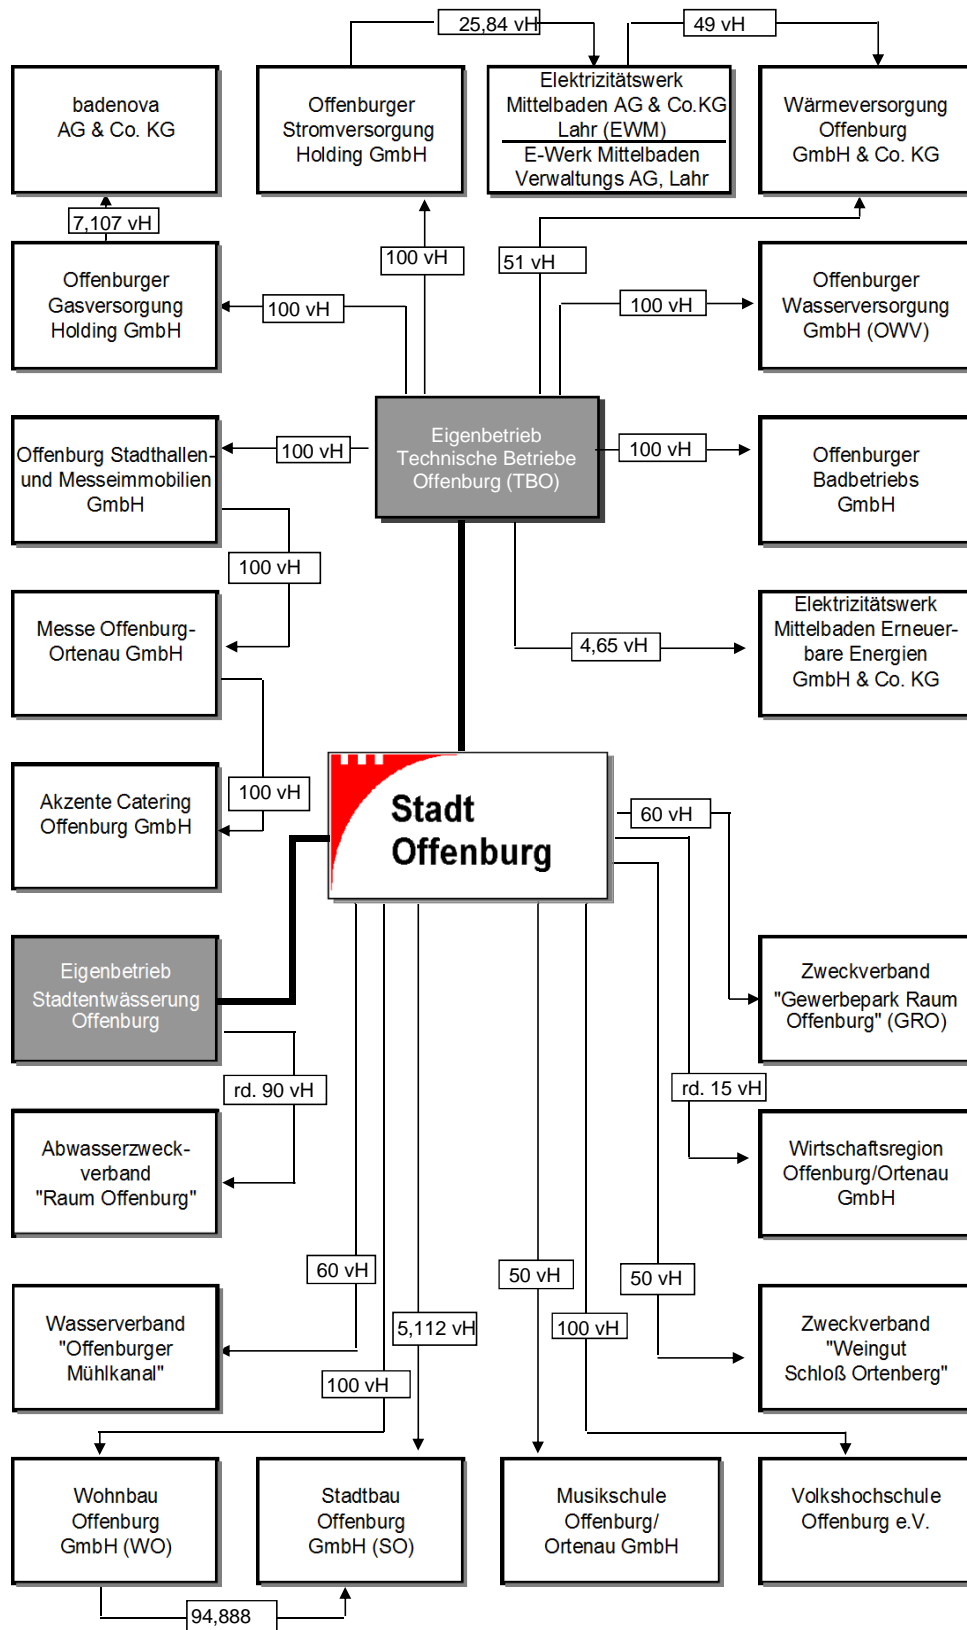 25,84 vH
49 vH
badenova
AG & Co. KG
Offenburger
Stromversorgung
Holding GmbH
Elektrizitätswerk
Mittelbaden AG & Co.KG
Lahr (EWM)
E-Werk Mittelbaden
Verwaltungs AG, Lahr
Wärmeversorgung
Offenburg
GmbH & Co. KG
7,107 vH
100 vH
51 vH
Offenburger
Gasversorgung
Holding GmbH
100 vH
100 vH
Offenburger
Wasserversorgung
GmbH (OWV)
Offenburg Stadthallen-
und Messeimmobilien
GmbH
100 vH
Eigenbetrieb
Technische Betriebe
Offenburg (TBO)
100 vH
Offenburger
Badbetriebs
GmbH
100 vH
Messe Offenburg-
Ortenau GmbH
4,65 vH
Elektrizitätswerk
Mittelbaden Erneuer-
bare Energien
GmbH & Co. KG
100 vH
Akzente Catering
Offenburg GmbH
Stadt
Offenburg
60 vH
Eigenbetrieb
Stadtentwässerung
Offenburg
Zweckverband
"Gewerbepark Raum
Offenburg" (GRO)
rd. 90 vH
rd. 15 vH
Abwasserzweck-
verband
"Raum Offenburg"
Wirtschaftsregion
Offenburg/Ortenau
GmbH
60 vH
50 vH
50 vH
Wasserverband
"Offenburger
Mühlkanal"
5,112 vH
100 vH
Zweckverband
"Weingut
Schloß Ortenberg"
100 vH
Wohnbau
Offenburg
GmbH (WO)
Stadtbau
Offenburg
GmbH (SO)
Musikschule
Offenburg/
Ortenau GmbH
Volkshochschule
Offenburg e.V.
94,888